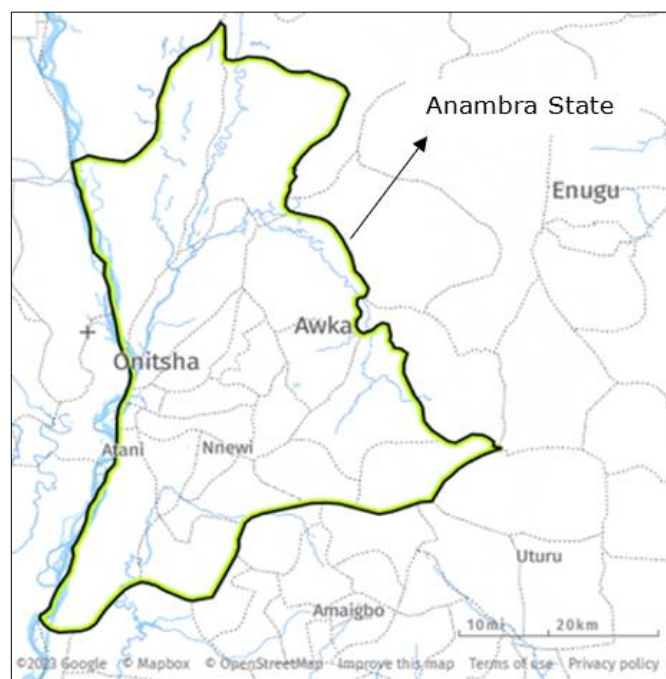 Anambra State
Enugu
Awka
Onitsha
Atani
Nnewi
Uturu
Amaigbo
10mi 20km
©2023 Google © Mapbox © OpenStreetMap Improve this map Terms of use Privacy policy